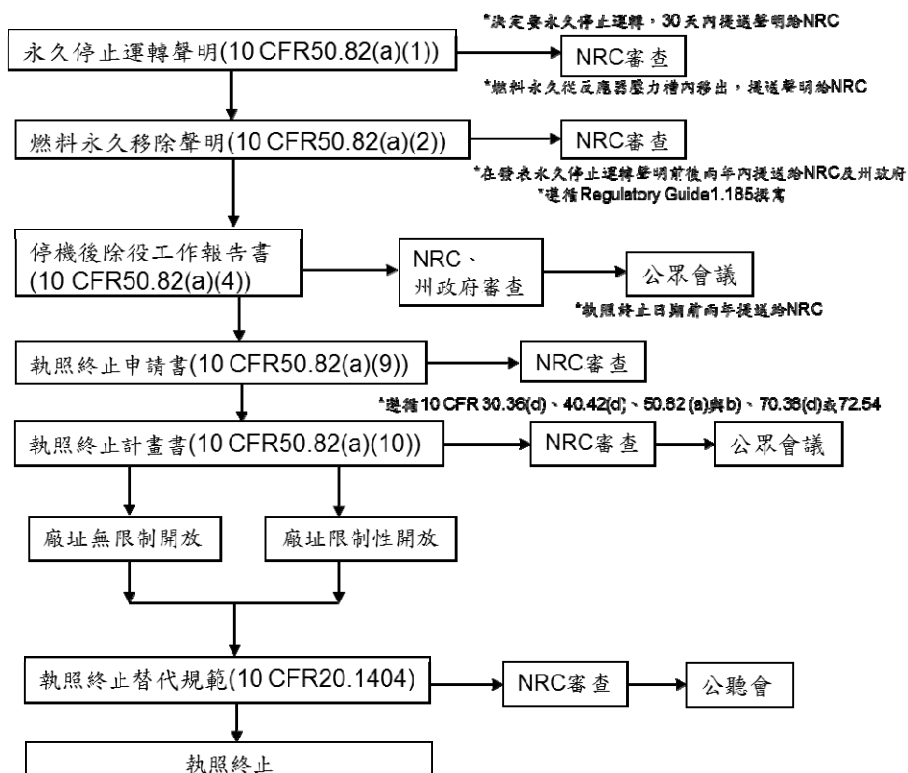 *決定要永久停止運轉，30天內提送聲明給NRC
永久停止運轉聲明(10 CFR50.82(a)(1))
NRC審查
*燃料永久從反應器壓力槽內移出，提送聲明給NRC
燃料永久移除聲明(10 CFR50.82(a)(2))
NRC審查
*在發表永久停止運轉聲明前後兩年內提送給NRC及州政府
*遵循Regulatory Guide1.185撰寫
停機後除役工作報告書
(10 CFR50.82(a)(4))
NRC、
州政府審查
公眾會議
*執照終止日期前兩年提送給NRC
執照終止申請書(10 CFR50.82(a)(9))
NRC審查
*遵循10 CFR 30.36(d)、40.42(d)、50.82 (a)與b)、70.38(d)或72.54
執照終止計畫書(10 CFR50.82(a)(10))
NRC審查
公眾會議
廠址無限制開放
廠址限制性開放
執照終止替代規範(10 CFR20.1404)
NRC審查
公聽會
執照終止